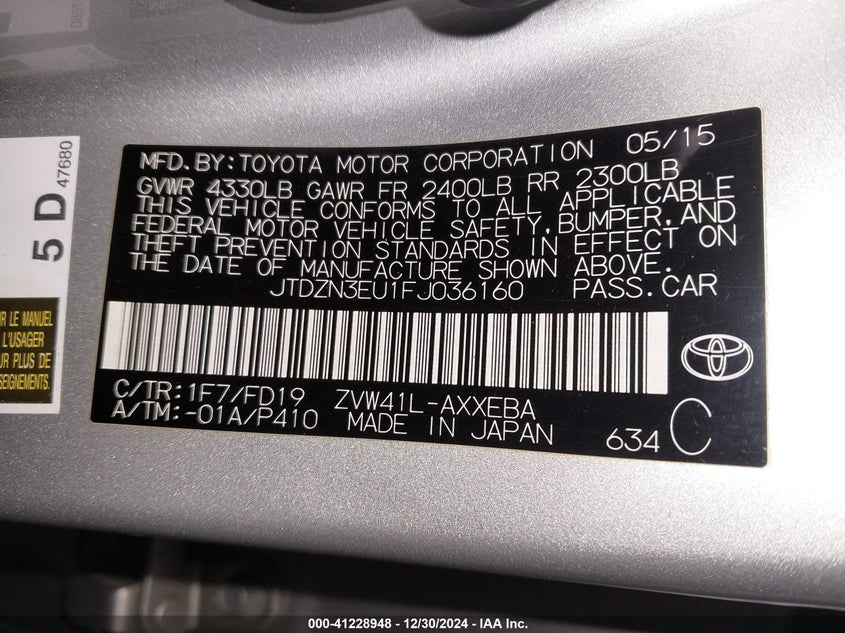 MFD.BY:TOYOTA MOTOR CORPORATION 05/15
GVWR 4330LB GAWR FR 2400LB RR 2300LB
THIS VEHICLE CONFORMS TO ALL APPLICABLE
FEDERAL MOTOR VEHICLE SAFETY,BUMPER,AND
THEFT PREVENTION STANDARDS IN EFFECT ON
THE DATE OF MANUFACTURE SHOWN ABOVE.
JTDZN3EU1FJ036160 PASS.CAR
C/TR:1F7/FD19 ZVW41L-AXXEBA
A/TM:-01A/P410 MADE IN JAPAN 634 C
5 D
47680
LE MANUEL
L'USAGER
PLUS DE
000-41228948 - 12/30/2024 - IAA Inc.